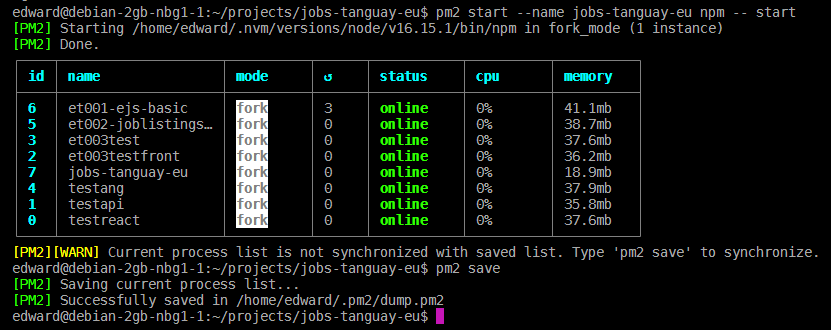 edward@debian-2gb-nbg1-1:~/projects/jobs-tanguay-eu$ pm2 start --name jobs-tanguay-eu npm -- start
[PM2] Starting /home/edward/.nvm/versions/node/v16.15.1/bin/npm in fork_mode (1 instance)
[PM2] Done.
id name mode ↺ status cpu memory
6 et001-ejs-basic fork 3 online 0% 41.1mb
5 et002-joblistings… fork 0 online 0% 38.7mb
3 et003test fork 0 online 0% 37.6mb
2 et003testfront fork 0 online 0% 36.2mb
7 jobs-tanguay-eu fork 0 online 0% 18.9mb
4 testang fork 0 online 0% 37.9mb
1 testapi fork 0 online 0% 35.8mb
0 testreact fork 0 online 0% 37.6mb
[PM2][WARN] Current process list is not synchronized with saved list. Type 'pm2 save' to synchronize.
edward@debian-2gb-nbg1-1:~/projects/jobs-tanguay-eu$ pm2 save
[PM2] Saving current process list...
[PM2] Successfully saved in /home/edward/.pm2/dump.pm2
edward@debian-2gb-nbg1-1:~/projects/jobs-tanguay-eu$